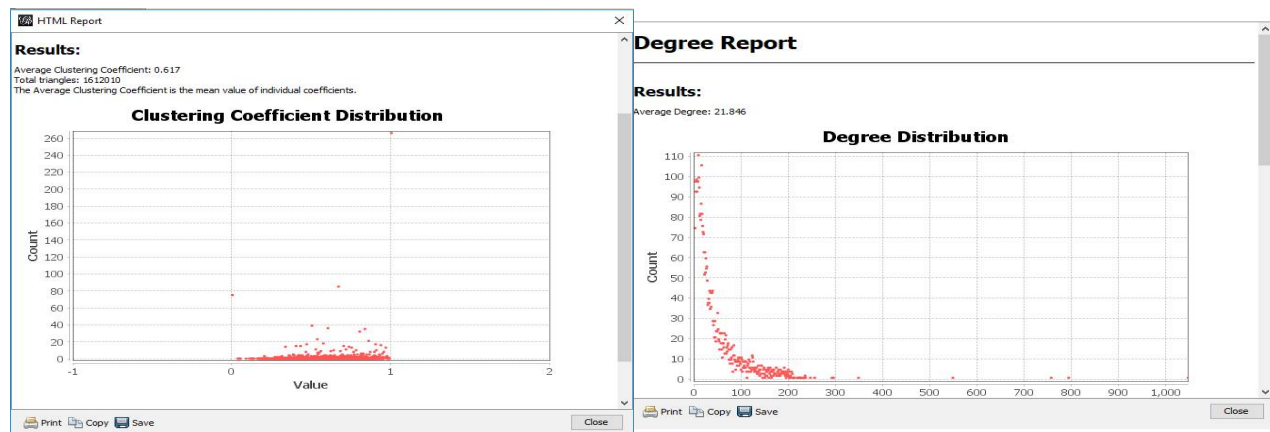 HTML Report
Results:
Average Clustering Coefficient: 0.617
Total triangles: 1612010
The Average Clustering Coefficient is the mean value of individual coefficients.
Clustering Coefficient Distribution
260
240
220
200
180
160
140
120
100
80
60
40
20
0
Count
-1 0 1 2
Value
Print Copy Save Close
Degree Report
Results:
Average Degree: 21.846
Degree Distribution
110
100
90
80
70
60
50
40
30
20
10
0
Count
0 100 200 300 400 500 600 700 800 900 1,000
Print Copy Save Close